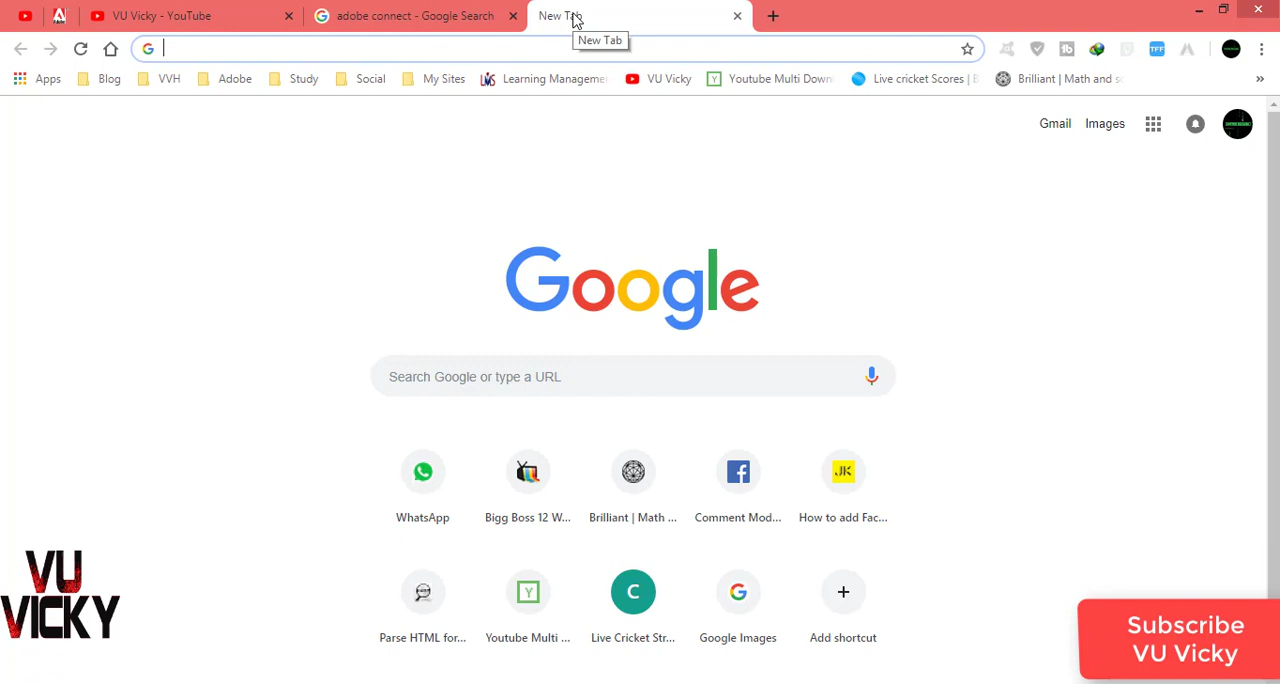 VU Vicky - YouTube
adobe connect - Google Search
New Tab
New Tab
Apps
Blog
VVH
Adobe
Study
Social
My Sites
Learning Manageme
VU Vicky
Youtube Multi Down
Live cricket Scores | B
Brilliant | Math and sc
»
Gmail
Images
Google
Search Google or type a URL
WhatsApp
Bigg Boss 12 W...
Brilliant | Math ...
Comment Mod...
How to add Fac...
Parse HTML for...
Youtube Multi ...
Live Cricket Str...
Google Images
Add shortcut
JK
Y
C
TFF
VU
VICKY
Subscribe
VU Vicky